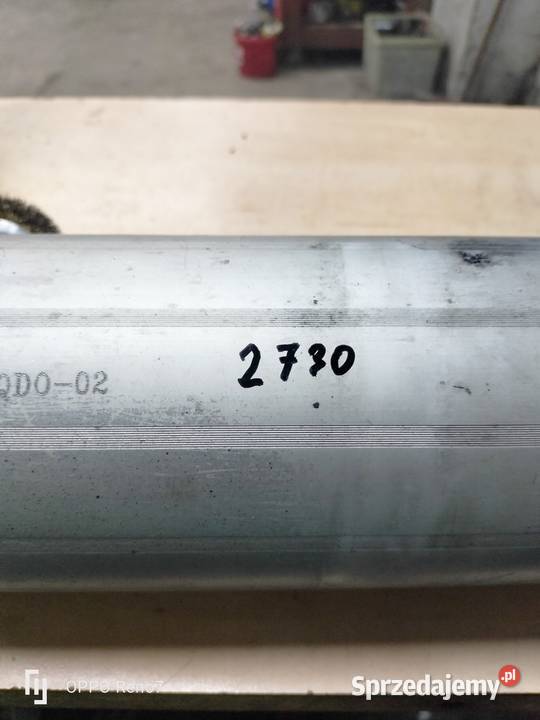 2730
QDO-02
OPPO Reno7
Sprzedajemy.pl